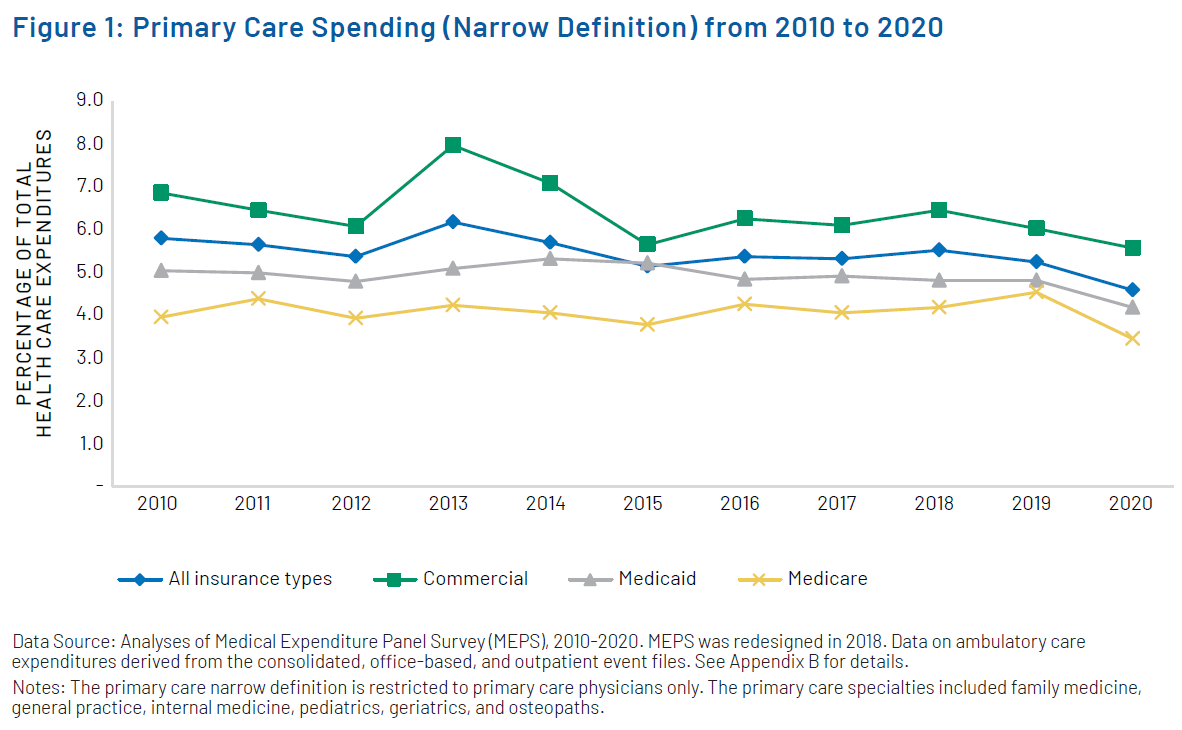 Figure 1: Primary Care Spending (Narrow Definition) from 2010 to 2020
PERCENTAGE OF TOTAL
HEALTH CARE EXPENDITURES
9.0
8.0
7.0
6.0
5.0
4.0
3.0
2.0
1.0
-
2010 2011 2012 2013 2014 2015 2016 2017 2018 2019 2020
All insurance types Commercial Medicaid Medicare
Data Source: Analyses of Medical Expenditure Panel Survey (MEPS), 2010-2020. MEPS was redesigned in 2018. Data on ambulatory care
expenditures derived from the consolidated, office-based, and outpatient event files. See Appendix B for details.
Notes: The primary care narrow definition is restricted to primary care physicians only. The primary care specialties included family medicine,
general practice, internal medicine, pediatrics, geriatrics, and osteopaths.